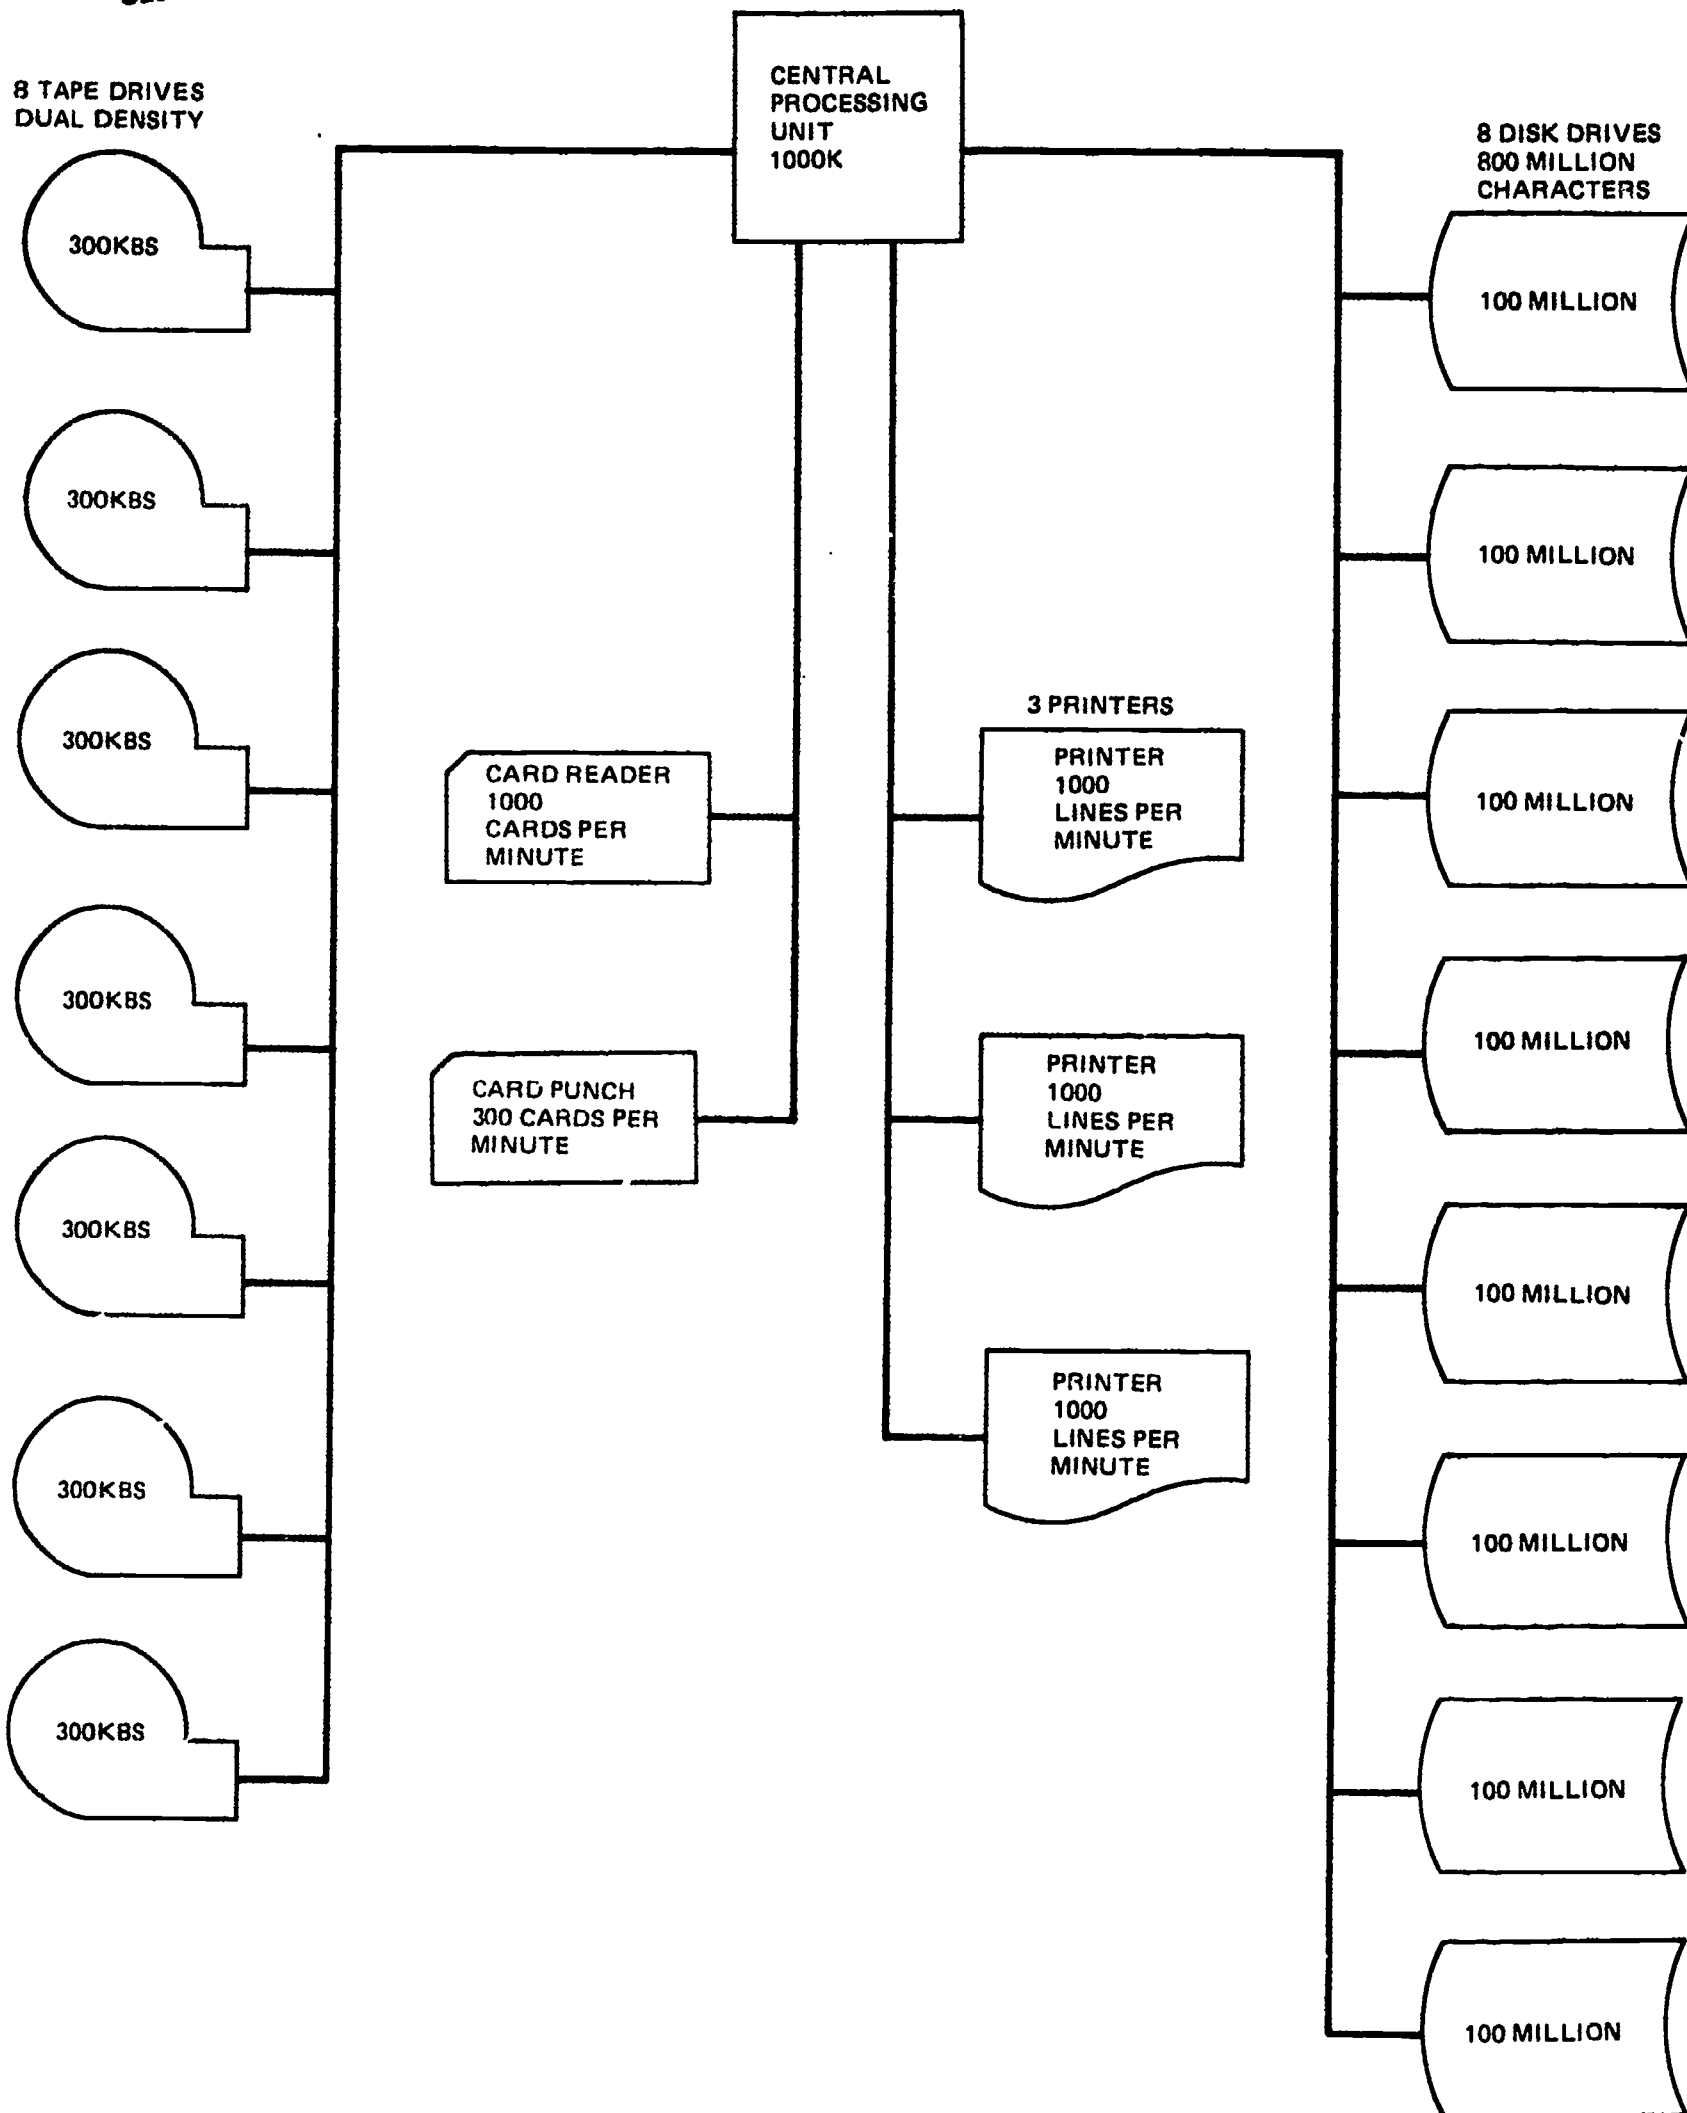 CENTRAL
PROCESSING
UNIT
1000K
8 TAPE DRIVES
DUAL DENSITY
300KBS
300KBS
300KBS
300KBS
300KBS
300KBS
300KBS
CARD READER
1000
CARDS PER
MINUTE
CARD PUNCH
300 CARDS PER
MINUTE
3 PRINTERS
PRINTER
1000
LINES PER
MINUTE
PRINTER
1000
LINES PER
MINUTE
PRINTER
1000
LINES PER
MINUTE
8 DISK DRIVES
800 MILLION
CHARACTERS
100 MILLION
100 MILLION
100 MILLION
100 MILLION
100 MILLION
100 MILLION
100 MILLION
100 MILLION